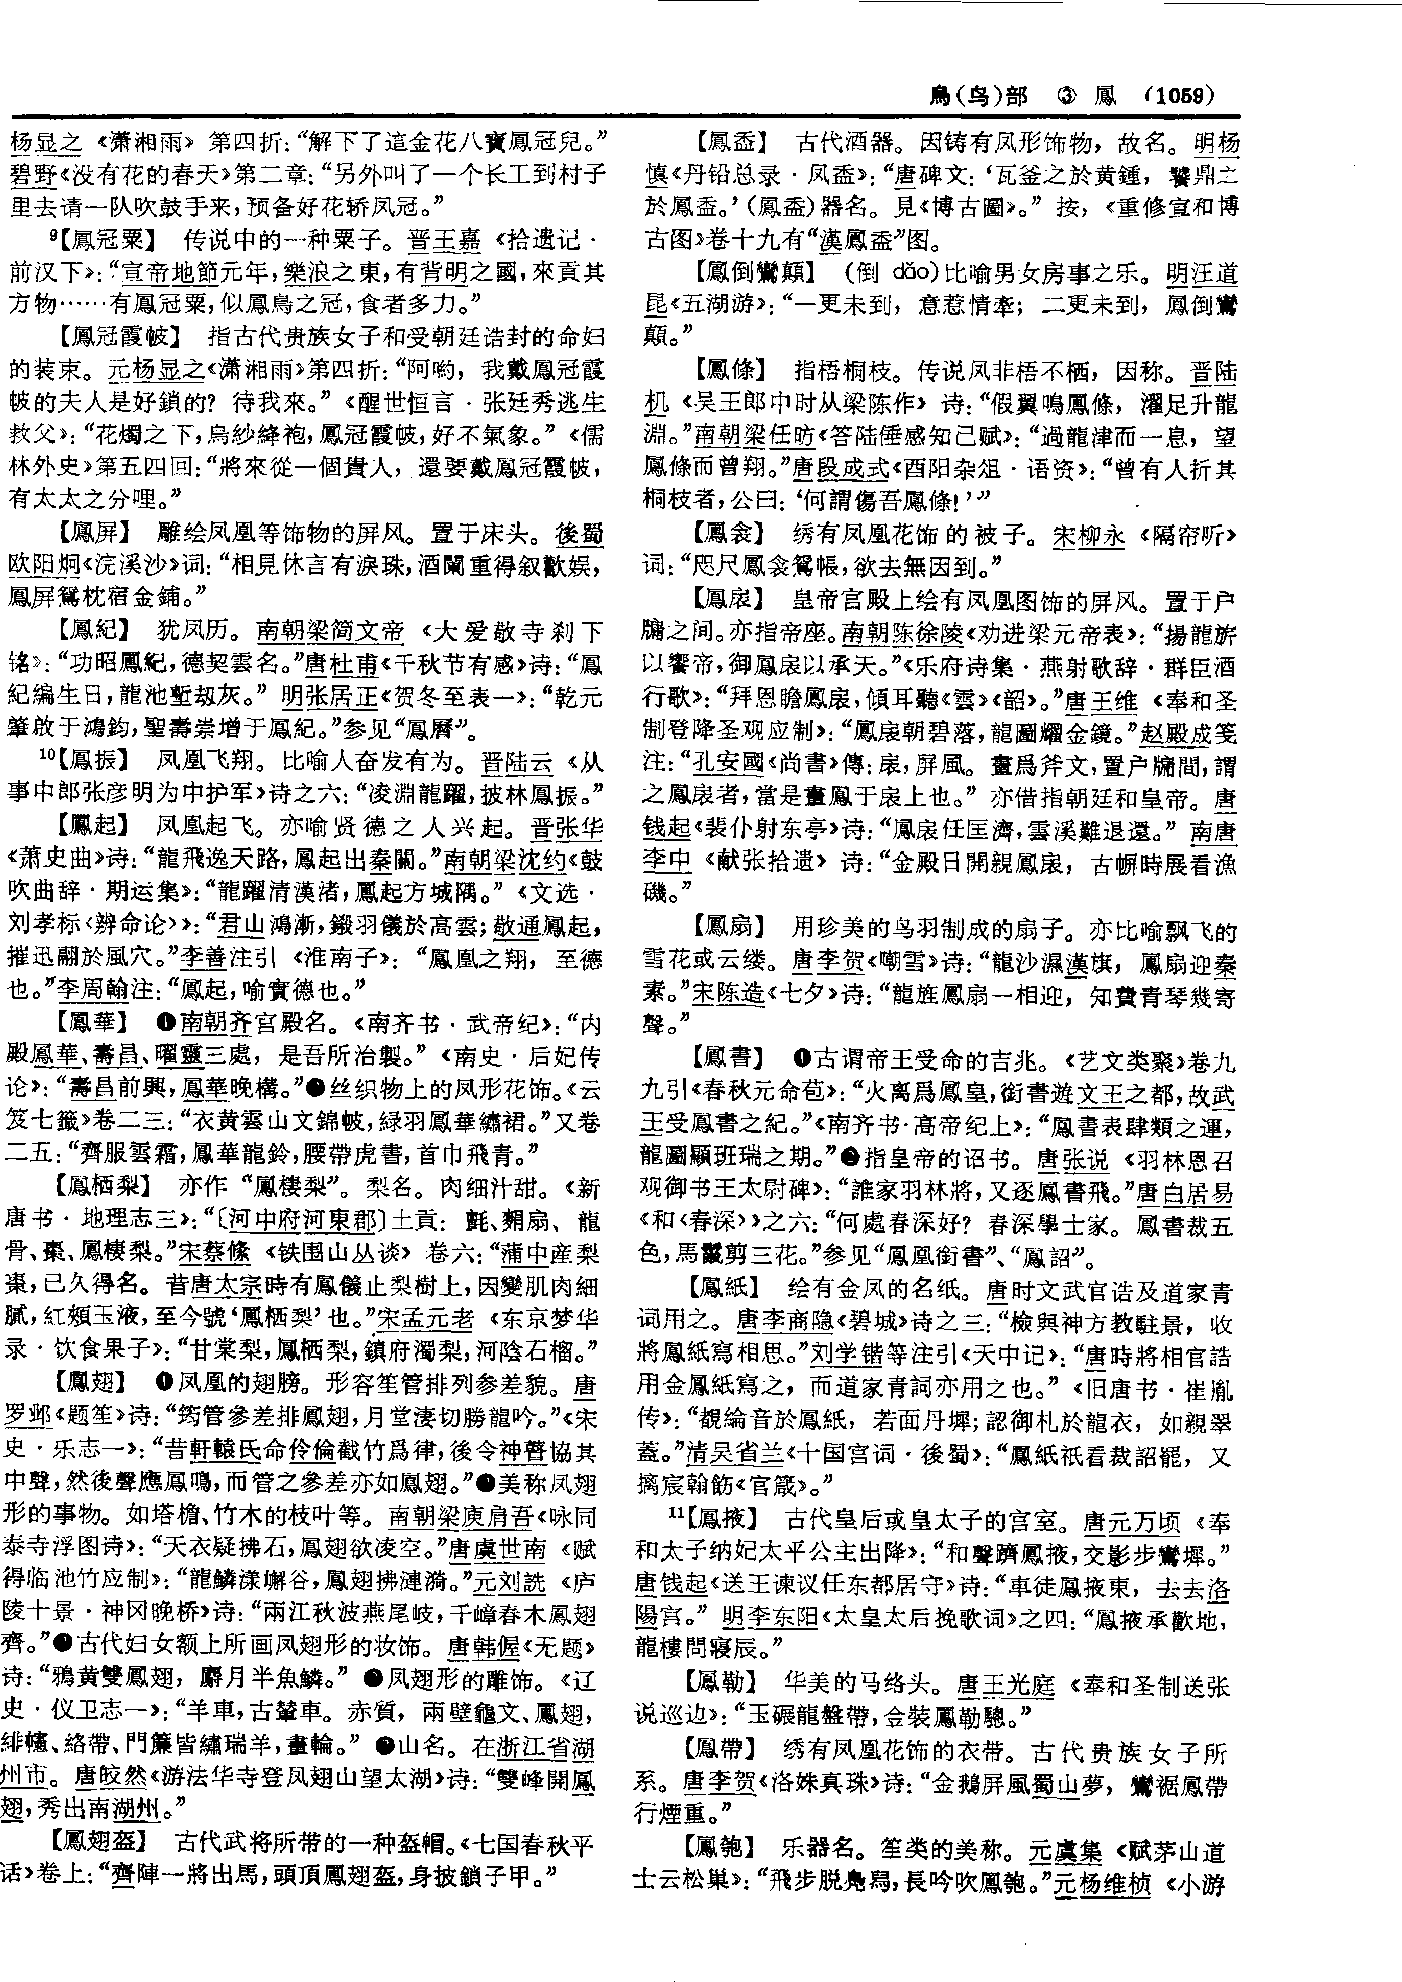 鳥(鸟)部　③　鳳　(1059)
杨显之《潇湘雨》第四折：“解下了這金花八寶鳳冠兒。”
碧野《没有花的春天》第二章：“另外叫了一个长工到村子
里去请一队吹鼓手来，预备好花轿凤冠。”
⁹【鳳冠粟】　传说中的一种粟子。晋王嘉《拾遗记·
前汉下》：“宣帝地節元年，樂浪之東，有背明之國，來貢其
方物……有鳳冠粟，似鳳鳥之冠，食者多力。”
【鳳冠霞帔】　指古代贵族女子和受朝廷诰封的命妇
的装束。元杨显之《潇湘雨》第四折：“阿哟，我戴鳳冠霞
帔的夫人是好鎖的？待我來。”《醒世恒言·张廷秀逃生
救父》：“花燭之下，烏紗絳袍，鳳冠霞帔，好不氣象。”《儒
林外史》第五四回：“將來從一個貴人，還要戴鳳冠霞帔，
有太太之分哩。”
【鳳屏】　雕绘凤凰等饰物的屏风。置于床头。後蜀
欧阳炯《浣溪沙》词：“相見休言有淚珠，酒闌重得叙歡娱，
鳳屏鴛枕宿金鋪。”
【鳳紀】　犹凤历。南朝梁简文帝《大爱敬寺刹下
铭》：“功昭鳳紀，德契雲名。”唐杜甫《千秋节有感》诗：“鳳
紀編生日，龍池塹刼灰。”明张居正《贺冬至表一》：“乾元
肇啟于鴻鈞，聖壽崇增于鳳紀。”参见“鳳曆”。
¹⁰【鳳振】　凤凰飞翔。比喻人奋发有为。晋陆云《从
事中郎张彦明为中护军》诗之六：“凌淵龍躍，披林鳳振。”
【鳳起】　凤凰起飞。亦喻贤德之人兴起。晋张华
《萧史曲》诗：“龍飛逸天路，鳳起出秦關。”南朝梁沈约《鼓
吹曲辞·期运集》：“龍躍清漢渚，鳳起方城隅。”《文选·
刘孝标〈辨命论〉》：“君山鴻漸，鎩羽儀於高雲；敬通鳳起，
摧迅翮於風穴。”李善注引《淮南子》：“鳳凰之翔，至德
也。”李周翰注：“鳳起，喻實德也。”
【鳳華】　❶南朝齐宫殿名。《南齐书·武帝纪》：“内
殿鳳華、壽昌、曜靈三處，是吾所治製。”《南史·后妃传
论》：“壽昌前興，鳳華晚構。”❷丝织物上的凤形花饰。《云
笈七籤》卷二三：“衣黄雲山文錦帔，緑羽鳳華繡裙。”又卷
二五：“齊服雲霜，鳳華龍鈴，腰帶虎書，首巾飛青。”
【鳳栖梨】　亦作“鳳棲梨”。梨名。肉细汁甜。《新
唐书·地理志三》：“〔河中府河東郡〕土貢：氈、䎬扇、龍
骨、棗、鳳棲梨。”宋蔡絛《铁围山丛谈》卷六：“蒲中産梨
棗，已久得名。昔唐太宗時有鳳儀止梨樹上，因變肌肉細
膩，紅頰玉液，至今號‘鳳栖梨’也。”宋孟元老《东京梦华
录·饮食果子》：“甘棠梨，鳳栖梨，鎮府濁梨，河陰石榴。”
【鳳翅】　❶凤凰的翅膀。形容笙管排列参差貌。唐
罗邺《题笙》诗：“筠管參差排鳳翅，月堂淒切勝龍吟。”《宋
史·乐志一》：“昔軒轅氏命伶倫截竹爲律，後令神瞽協其
中聲，然後聲應鳳鳴，而管之參差亦如鳳翅。”❷美称凤翅
形的事物。如塔檐、竹木的枝叶等。南朝梁庾肩吾《咏同
泰寺浮图诗》：“天衣疑拂石，鳳翅欲凌空。”唐虞世南《赋
得临池竹应制》：“龍鱗漾嶰谷，鳳翅拂漣漪。”元刘詵《庐
陵十景·神冈晚桥》诗：“兩江秋波燕尾岐，千嶂春木鳳翅
齊。”❸古代妇女额上所画凤翅形的妆饰。唐韩偓《无题》
诗：“鴉黄雙鳳翅，麝月半魚鱗。”❹凤翅形的雕饰。《辽
史·仪卫志一》：“羊車，古輦車。赤質，兩壁龜文、鳳翅，
緋幰、絡帶、門簾皆繡瑞羊，畫輪。”❺山名。在浙江省湖
州市。唐皎然《游法华寺登凤翅山望太湖》诗：“雙峰開鳳
翅，秀出南湖州。”
【鳳翅盔】　古代武将所带的一种盔帽。《七国春秋平
话》卷上：“齊陣一將出馬，頭頂鳳翅盔，身披鎖子甲。”
【鳳盉】　古代酒器。因铸有凤形饰物，故名。明杨
慎《丹铅总录·凤盉》：“唐碑文：‘瓦釜之於黄鍾，饕鼎之
於鳳盉。’（鳳盉）器名。見《博古圖》。”按，《重修宣和博
古图》卷十九有“漢鳳盉”图。
【鳳倒鸞顛】　（倒 dǎo）比喻男女房事之乐。明汪道
昆《五湖游》：“一更未到，意惹情牽；二更未到，鳳倒鸞
顛。”
【鳳條】　指梧桐枝。传说凤非梧不栖，因称。晋陆
机《吴王郎中时从梁陈作》诗：“假翼鳴鳳條，濯足升龍
淵。”南朝梁任昉《答陆倕感知己赋》：“過龍津而一息，望
鳳條而曾翔。”唐段成式《酉阳杂俎·语资》：“曾有人折其
桐枝者，公曰：‘何謂傷吾鳳條！’”
【鳳衾】　绣有凤凰花饰的被子。宋柳永《隔帘听》
词：“咫尺鳳衾鴛帳，欲去無因到。”
【鳳扆】　皇帝宫殿上绘有凤凰图饰的屏风。置于户
牖之间。亦指帝座。南朝陈徐陵《劝进梁元帝表》：“揚龍旂
以饗帝，御鳳扆以承天。”《乐府诗集·燕射歌辞·群臣酒
行歌》：“拜恩瞻鳳扆，傾耳聽《雲》《韶》。”唐王维《奉和圣
制登降圣观应制》：“鳳扆朝碧落，龍圖耀金鏡。”赵殿成笺
注：“孔安國《尚書》傳：扆，屏風。畫爲斧文，置户牖間，謂
之鳳扆者，當是畫鳳于扆上也。”亦借指朝廷和皇帝。唐
钱起《裴仆射东亭》诗：“鳳扆任匡濟，雲溪難退還。”南唐
李中《献张拾遗》诗：“金殿日開親鳳扆，古帲時展看漁
磯。”
【鳳扇】　用珍美的鸟羽制成的扇子。亦比喻飘飞的
雪花或云缕。唐李贺《嘲雪》诗：“龍沙濕漢旗，鳳扇迎秦
素。”宋陈造《七夕》诗：“龍旌鳳扇一相迎，知費青琴幾寄
聲。”
【鳳書】　❶古谓帝王受命的吉兆。《艺文类聚》卷九
九引《春秋元命苞》：“火离爲鳳皇，銜書遊文王之都，故武
王受鳳書之紀。”《南齐书·高帝纪上》：“鳳書表肆類之運，
龍圖顯班瑞之期。”❷指皇帝的诏书。唐张说《羽林恩召
观御书王太尉碑》：“誰家羽林將，又逐鳳書飛。”唐白居易
《和〈春深〉》之六：“何處春深好？春深學士家。鳳書裁五
色，馬鬣剪三花。”参见“鳳凰銜書”、“鳳詔”。
【鳳紙】　绘有金凤的名纸。唐时文武官诰及道家青
词用之。唐李商隐《碧城》诗之三：“檢與神方教駐景，收
將鳳紙寫相思。”刘学锴等注引《天中记》：“唐時將相官誥
用金鳳紙寫之，而道家青詞亦用之也。”《旧唐书·崔胤
传》：“覩綸音於鳳紙，若面丹墀；認御札於龍衣，如親翠
蓋。”清吴省兰《十国宫词·後蜀》：“鳳紙祇看裁詔罷，又
摛宸翰飭《官箴》。”
¹¹【鳳掖】　古代皇后或皇太子的宫室。唐元万顷《奉
和太子纳妃太平公主出降》：“和聲躋鳳掖，交影步鸞墀。”
唐钱起《送王谏议任东都居守》诗：“車徒鳳掖東，去去洛
陽宫。”明李东阳《太皇太后挽歌词》之四：“鳳掖承歡地，
龍樓問寢辰。”
【鳳勒】　华美的马络头。唐王光庭《奉和圣制送张
说巡边》：“玉碾龍盤帶，金裝鳳勒驄。”
【鳳帶】　绣有凤凰花饰的衣带。古代贵族女子所
系。唐李贺《洛姝真珠》诗：“金鵝屏風蜀山夢，鸞裾鳳帶
行煙重。”
【鳳匏】　乐器名。笙类的美称。元虞集《赋茅山道
士云松巢》：“飛步脱凫舄，長吟吹鳳匏。”元杨维桢《小游